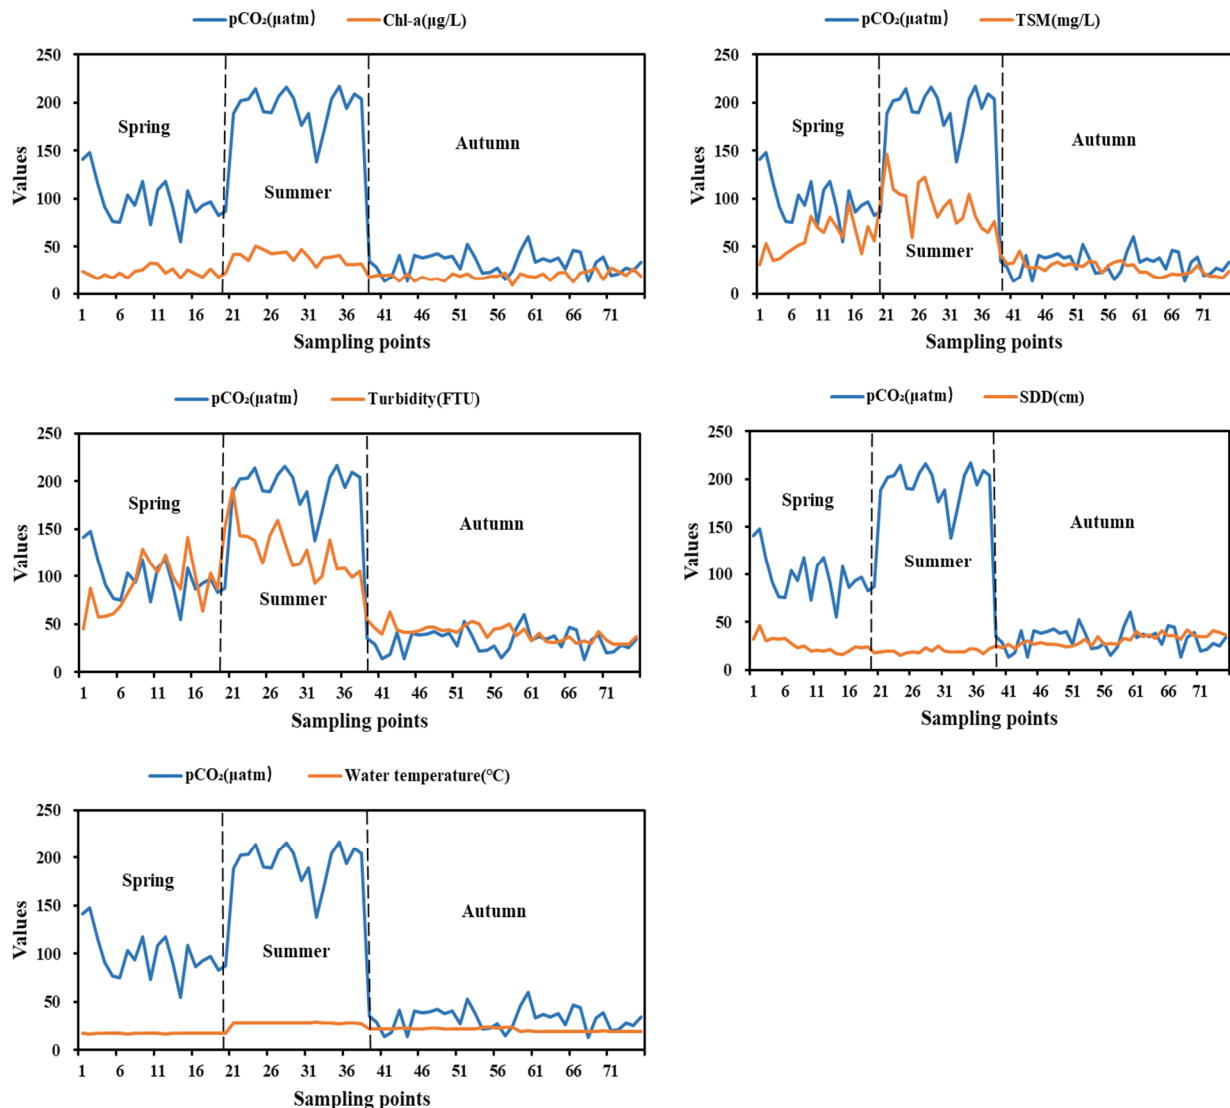 pCO₂(μatm) Chl-a(μg/L)
250
200
150
100
50
0
Values
Spring
Summer
Autumn
1 6 11 16 21 26 31 36 41 46 51 56 61 66 71
Sampling points
pCO₂(μatm) TSM(mg/L)
250
200
150
100
50
0
Values
Spring
Summer
Autumn
1 6 11 16 21 26 31 36 41 46 51 56 61 66 71
Sampling points
pCO₂(μatm) Turbidity(FTU)
250
200
150
100
50
0
Values
Spring
Summer
Autumn
1 6 11 16 21 26 31 36 41 46 51 56 61 66 71
Sampling points
pCO₂(μatm) SDD(cm)
250
200
150
100
50
0
Values
Spring
Summer
Autumn
1 6 11 16 21 26 31 36 41 46 51 56 61 66 71
Sampling points
pCO₂(μatm) Water temperature(°C)
250
200
150
100
50
0
Values
Spring
Summer
Autumn
1 6 11 16 21 26 31 36 41 46 51 56 61 66 71
Sampling points